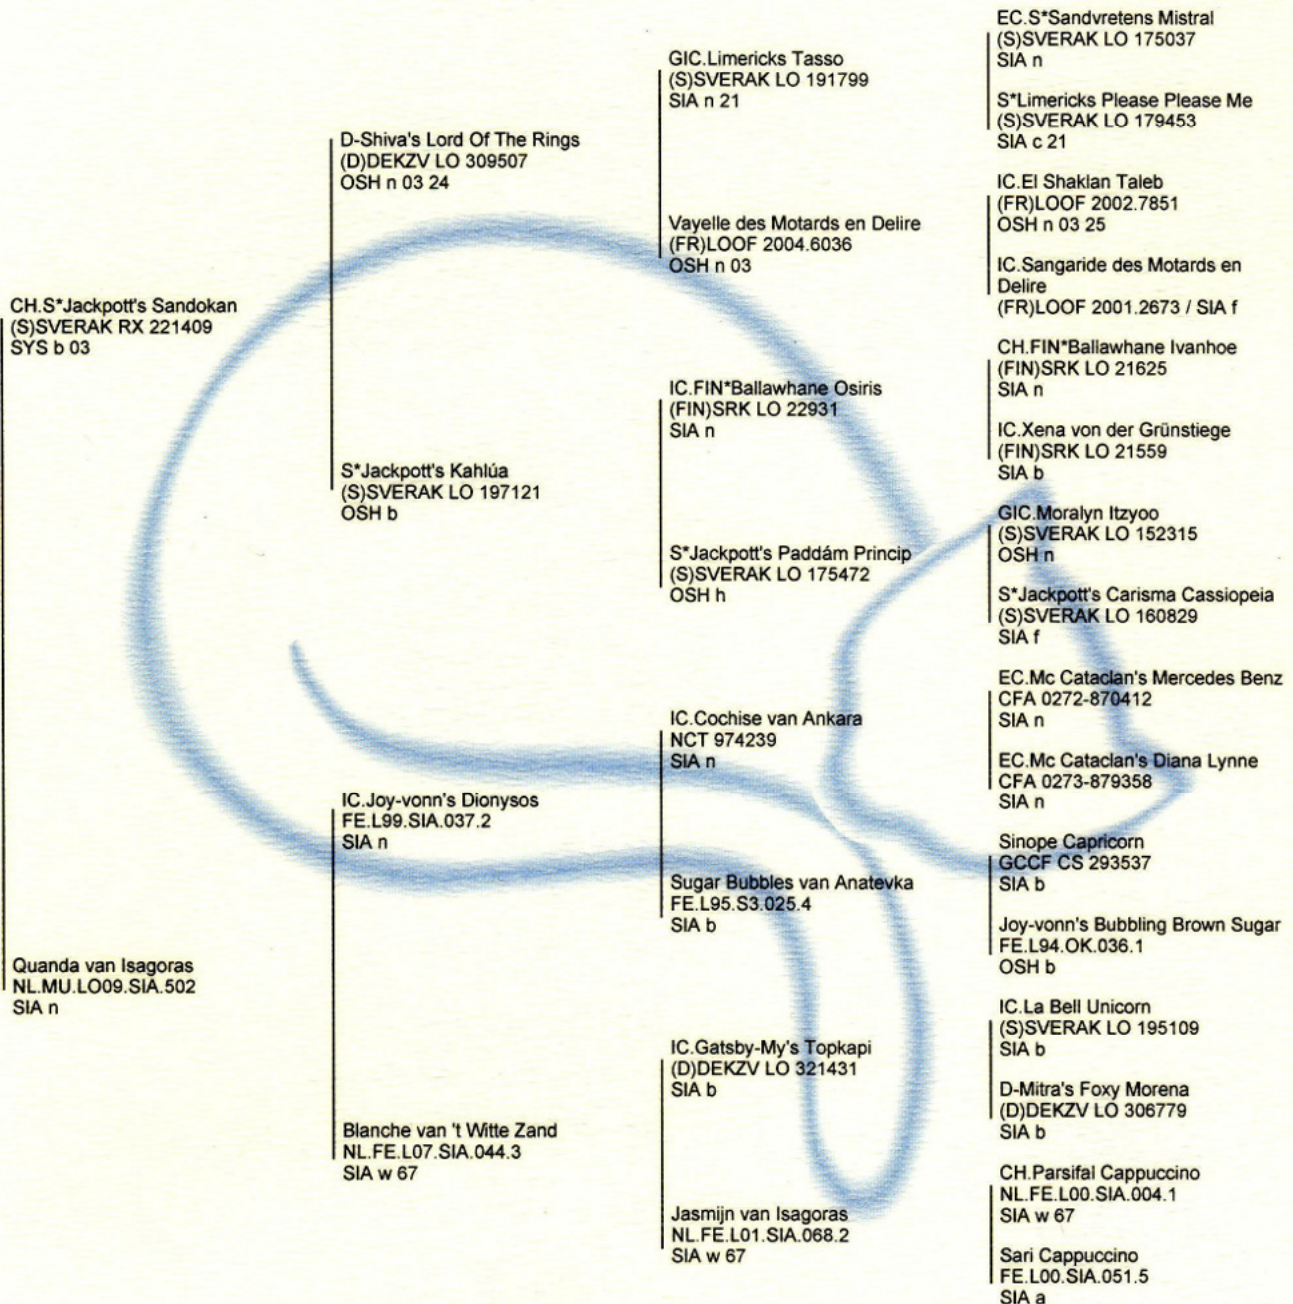 CH.S*Jackpott's Sandokan
(S)SVERAK RX 221409
SYS b 03
Quanda van Isagoras
NL.MU.LO09.SIA.502
SIA n
D-Shiva's Lord Of The Rings
(D)DEKZV LO 309507
OSH n 03 24
S*Jackpott's Kahlúa
(S)SVERAK LO 197121
OSH b
IC.Joy-vonn's Dionysos
FE.L99.SIA.037.2
SIA n
Blanche van 't Witte Zand
NL.FE.L07.SIA.044.3
SIA w 67
GIC.Limericks Tasso
(S)SVERAK LO 191799
SIA n 21
Vayelle des Motards en Delire
(FR)LOOF 2004.6036
OSH n 03
IC.FIN*Ballawhane Osiris
(FIN)SRK LO 22931
SIA n
S*Jackpott's Paddám Princip
(S)SVERAK LO 175472
OSH h
IC.Cochise van Ankara
NCT 974239
SIA n
Sugar Bubbles van Anatevka
FE.L95.S3.025.4
SIA b
IC.Gatsby-My's Topkapi
(D)DEKZV LO 321431
SIA b
Jasmijn van Isagoras
NL.FE.L01.SIA.068.2
SIA w 67
EC.S*Sandvretens Mistral
(S)SVERAK LO 175037
SIA n
S*Limericks Please Please Me
(S)SVERAK LO 179453
SIA c 21
IC.El Shaklan Taleb
(FR)LOOF 2002.7851
OSH n 03 25
IC.Sangaride des Motards en
Delire
(FR)LOOF 2001.2673 / SIA f
CH.FIN*Ballawhane Ivanhoe
(FIN)SRK LO 21625
SIA n
IC.Xena von der Grünstiege
(FIN)SRK LO 21559
SIA b
GIC.Moralyn Itzyoo
(S)SVERAK LO 152315
OSH n
S*Jackpott's Carisma Cassiopeia
(S)SVERAK LO 160829
SIA f
EC.Mc Cataclan's Mercedes Benz
CFA 0272-870412
SIA n
EC.Mc Cataclan's Diana Lynne
CFA 0273-879358
SIA n
Sinope Capricorn
GCCF CS 293537
SIA b
Joy-vonn's Bubbling Brown Sugar
FE.L94.OK.036.1
OSH b
IC.La Bell Unicorn
(S)SVERAK LO 195109
SIA b
D-Mitra's Foxy Morena
(D)DEKZV LO 306779
SIA b
CH.Parsifal Cappuccino
NL.FE.L00.SIA.004.1
SIA w 67
Sari Cappuccino
FE.L00.SIA.051.5
SIA a